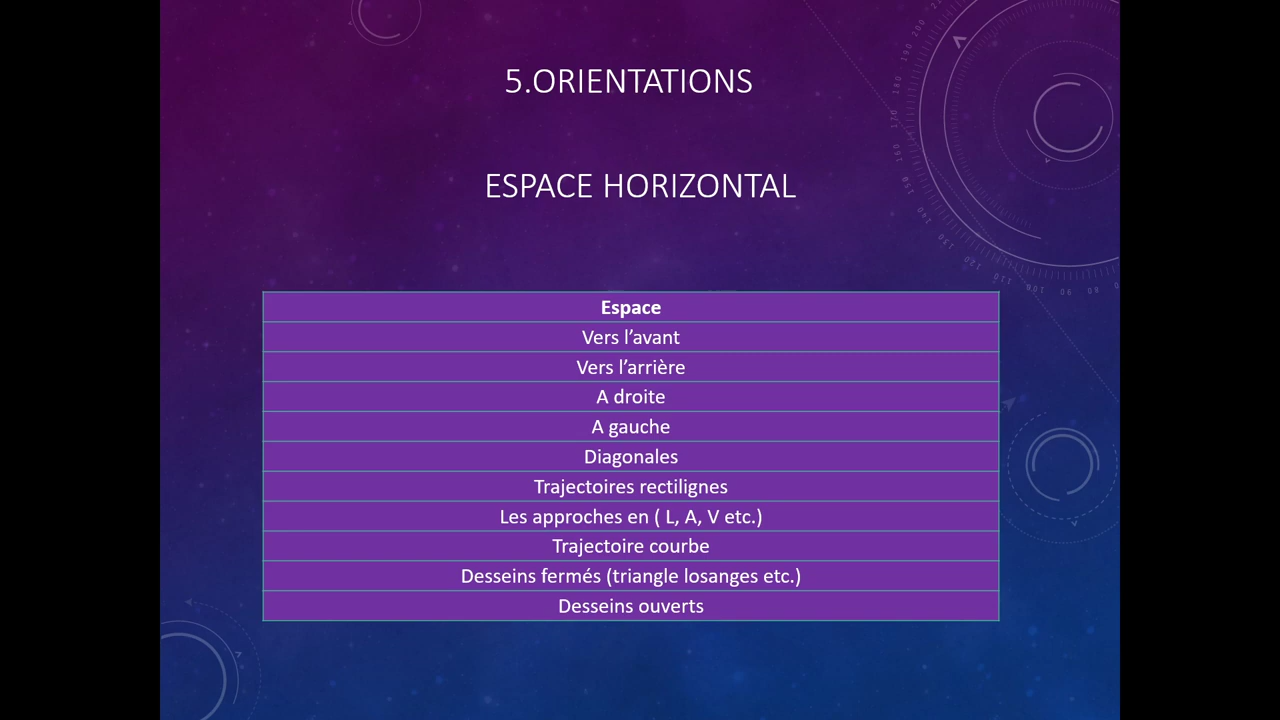 5.ORIENTATIONS
ESPACE HORIZONTAL
Espace
Vers l’avant
Vers l’arrière
A droite
A gauche
Diagonales
Trajectoires rectilignes
Les approches en ( L, A, V etc.)
Trajectoire courbe
Desseins fermés (triangle losanges etc.)
Desseins ouverts